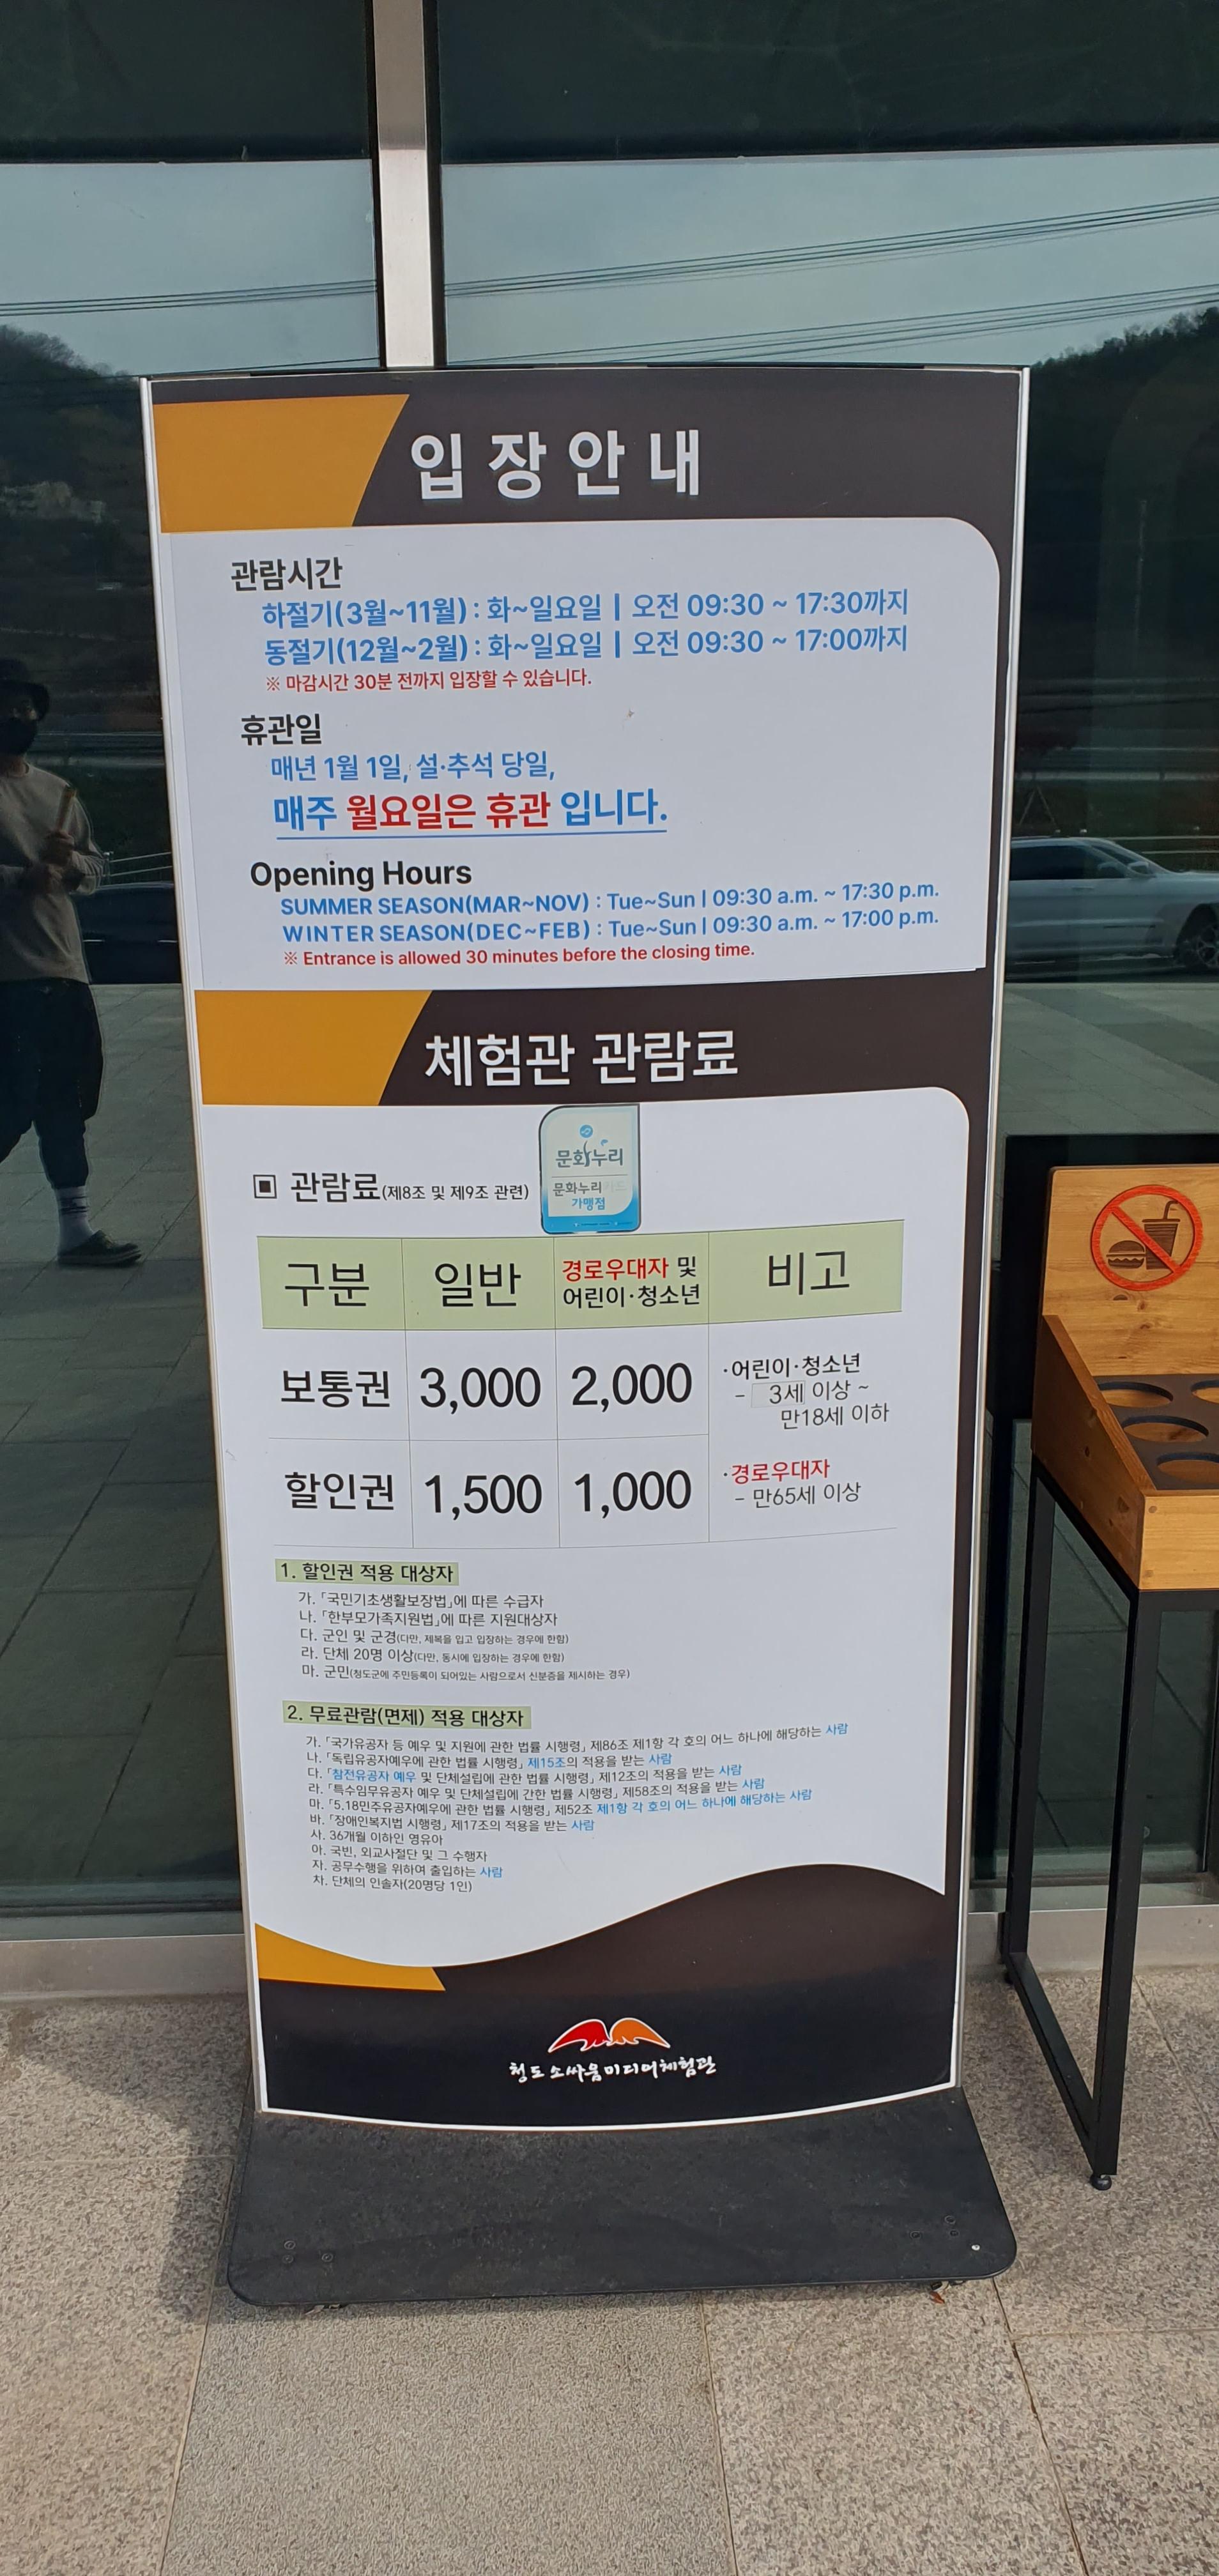 입장안내
관람시간
하절기(3월~11월) : 화~일요일 | 오전 09:30 ~ 17:30까지
동절기(12월~2월) : 화~일요일 | 오전 09:30 ~ 17:00까지
※ 마감시간 30분 전까지 입장할 수 있습니다.
휴관일
매년 1월 1일, 설·추석 당일,
매주 월요일은 휴관 입니다.
Opening Hours
SUMMER SEASON(MAR~NOV) : Tue~Sun | 09:30 a.m. ~ 17:30 p.m.
WINTER SEASON(DEC~FEB) : Tue~Sun | 09:30 a.m. ~ 17:00 p.m.
※ Entrance is allowed 30 minutes before the closing time.
체험관 관람료
문화누리
문화누리카드
가맹점
▣ 관람료(제8조 및 제9조 관련)
구분 일반 경로우대자 및 어린이·청소년 비고
보통권 3,000 2,000
·어린이·청소년
- 3세 이상 ~
만18세 이하
할인권 1,500 1,000
·경로우대자
- 만65세 이상
1. 할인권 적용 대상자
가. 「국민기초생활보장법」에 따른 수급자
나. 「한부모가족지원법」에 따른 지원대상자
다. 군인 및 군경(다만, 제복을 입고 입장하는 경우에 한함)
라. 단체 20명 이상(다만, 동시에 입장하는 경우에 한함)
마. 군민(청도군에 주민등록이 되어있는 사람으로서 신분증을 제시하는 경우)
2. 무료관람(면제) 적용 대상자
가. 「국가유공자 등 예우 및 지원에 관한 법률 시행령」 제86조 제1항 각 호의 어느 하나에 해당하는 사람
나. 「독립유공자예우에 관한 법률 시행령」 제15조의 적용을 받는 사람
다. 「참전유공자 예우 및 단체설립에 관한 법률 시행령」 제12조의 적용을 받는 사람
라. 「특수임무유공자 예우 및 단체설립에 간한 법률 시행령」 제58조의 적용을 받는 사람
마. 「5.18민주유공자예우에 관한 법률 시행령」 제52조 제1항 각 호의 어느 하나에 해당하는 사람
바. 「장애인복지법 시행령」 제17조의 적용을 받는 사람
사. 36개월 이하인 영유아
아. 국빈, 외교사절단 및 그 수행자
자. 공무수행을 위하여 출입하는 사람
차. 단체의 인솔자(20명당 1인)
청도소싸움미디어체험관